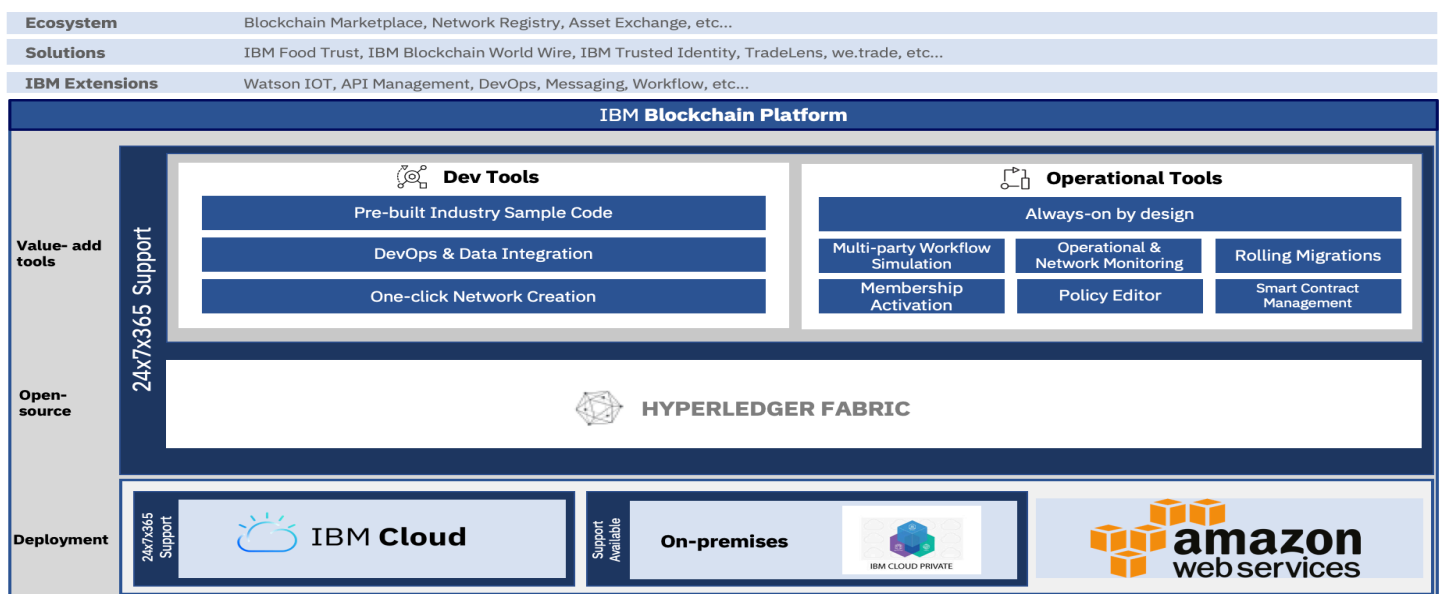 Ecosystem Blockchain Marketplace, Network Registry, Asset Exchange, etc...
Solutions IBM Food Trust, IBM Blockchain World Wire, IBM Trusted Identity, TradeLens, we.trade, etc...
IBM Extensions Watson IOT, API Management, DevOps, Messaging, Workflow, etc...
IBM Blockchain Platform
Value- add
tools
24x7x365 Support
Dev Tools
Pre-built Industry Sample Code
DevOps & Data Integration
One-click Network Creation
Operational Tools
Always-on by design
Multi-party Workflow
Simulation
Operational &
Network Monitoring
Rolling Migrations
Membership
Activation
Policy Editor
Smart Contract
Management
Open-
source
HYPERLEDGER FABRIC
Deployment
24x7x365
Support
IBM Cloud
Support
Available
On-premises
IBM CLOUD PRIVATE
amazon
web services